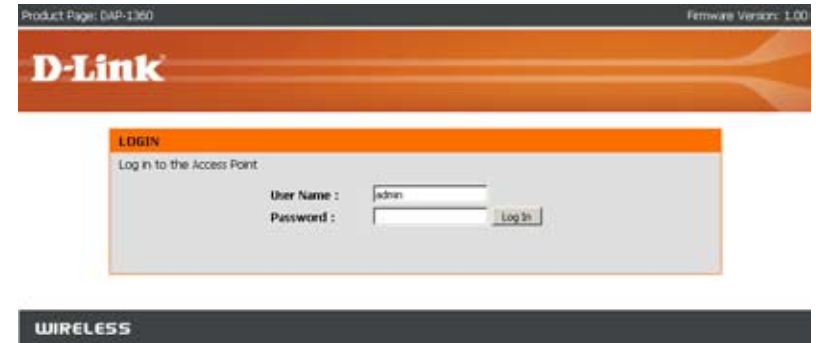 Product Page: DAP-1360 Firmware Version: 1.00
D-Link
LOGIN
Log in to the Access Point
User Name : admin
Password : Log In
WIRELESS